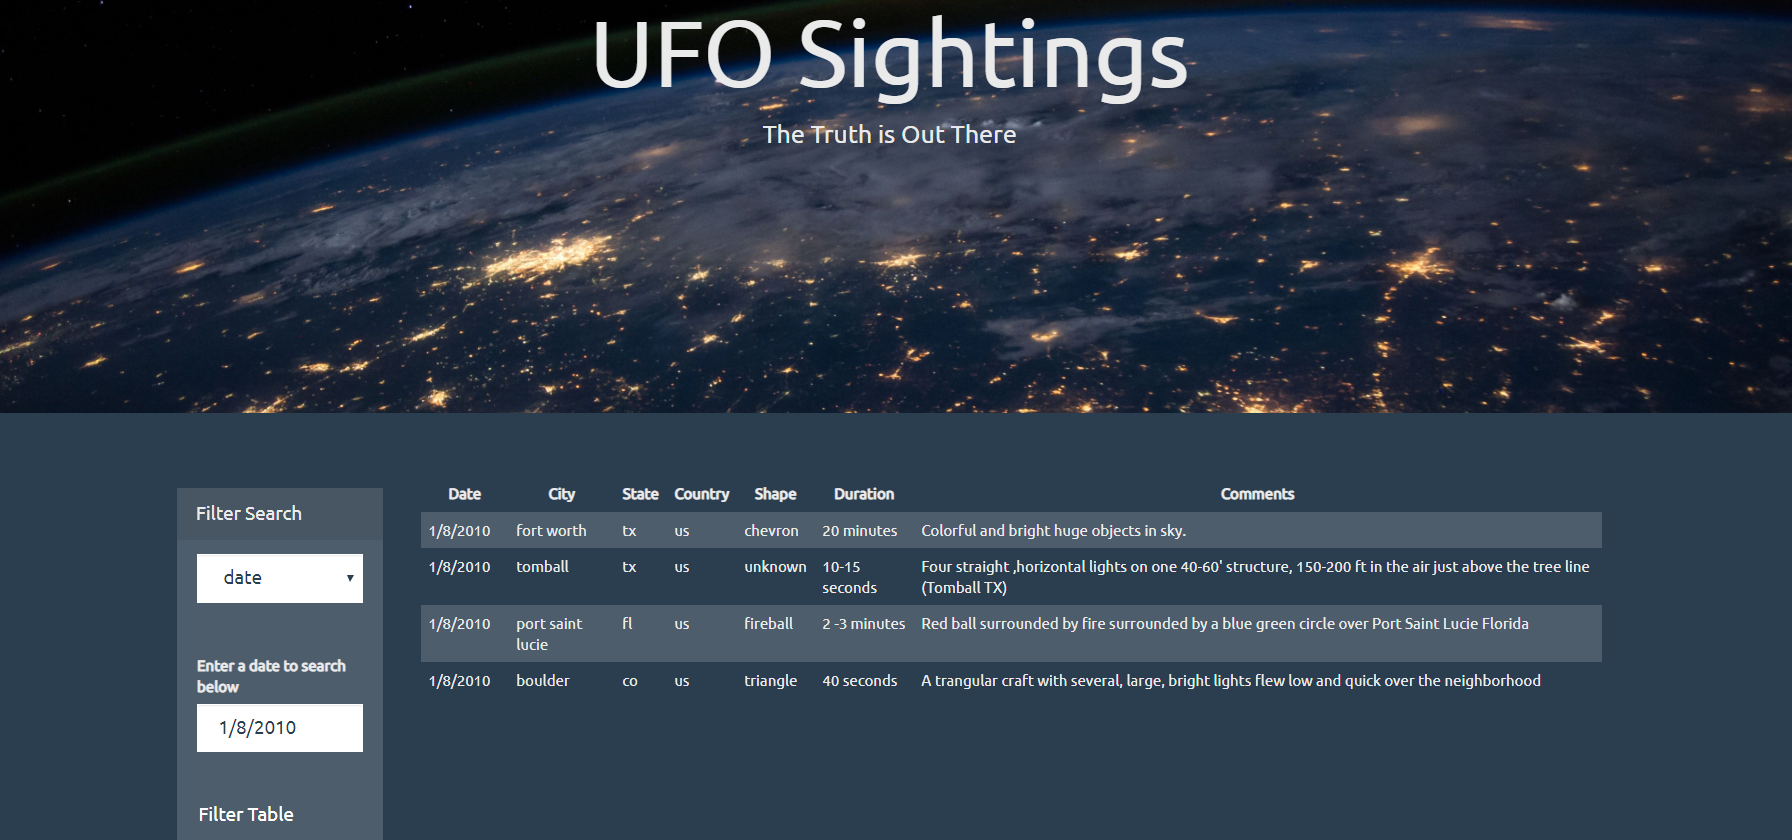 UFO Sightings
The Truth is Out There
Filter Search
date
Enter a date to search
below
1/8/2010
Filter Table
Date City State Country Shape Duration Comments
1/8/2010 fort worth tx us chevron 20 minutes Colorful and bright huge objects in sky.
1/8/2010 tomball tx us unknown 10-15 Four straight ,horizontal lights on one 40-60' structure, 150-200 ft in the air just above the tree line
seconds (Tomball TX)
1/8/2010 port saint fl us fireball 2 -3 minutes Red ball surrounded by fire surrounded by a blue green circle over Port Saint Lucie Florida
lucie
1/8/2010 boulder co us triangle 40 seconds A trangular craft with several, large, bright lights flew low and quick over the neighborhood